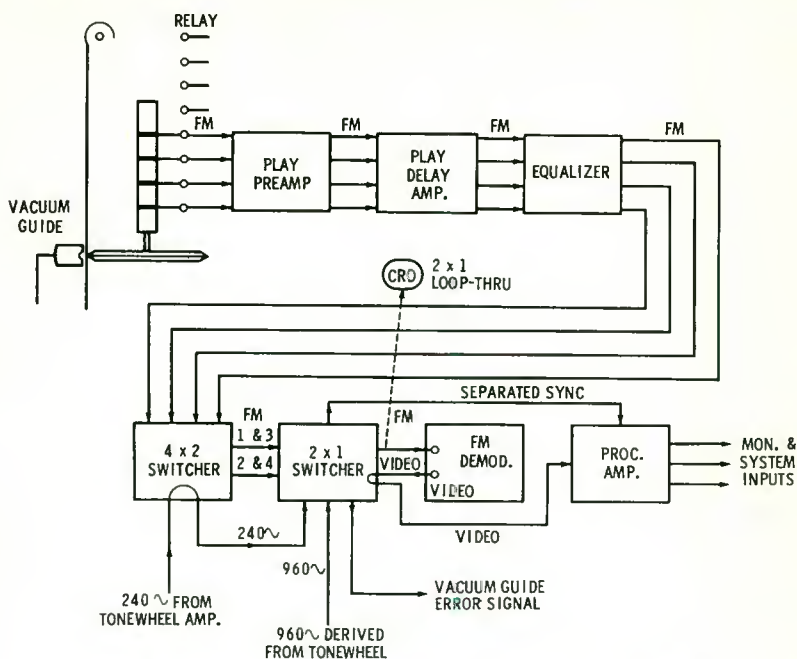 RELAY
FM
FM
FM
FM
PLAY
PREAMP
PLAY
DELAY
AMP.
EQUALIZER
VACUUM
GUIDE
CRO
2 x 1
LOOP-THRU
SEPARATED SYNC
FM
1 & 3
2 & 4
4 x 2
SWITCHER
2 x 1
SWITCHER
FM
VIDEO
FM
DEMOD.
VIDEO
PROC.
AMP.
MON. &
SYSTEM
INPUTS
VIDEO
240∿
960∿
240∿ FROM
TONEWHEEL AMP.
960∿ DERIVED
FROM TONEWHEEL
VACUUM GUIDE
ERROR SIGNAL